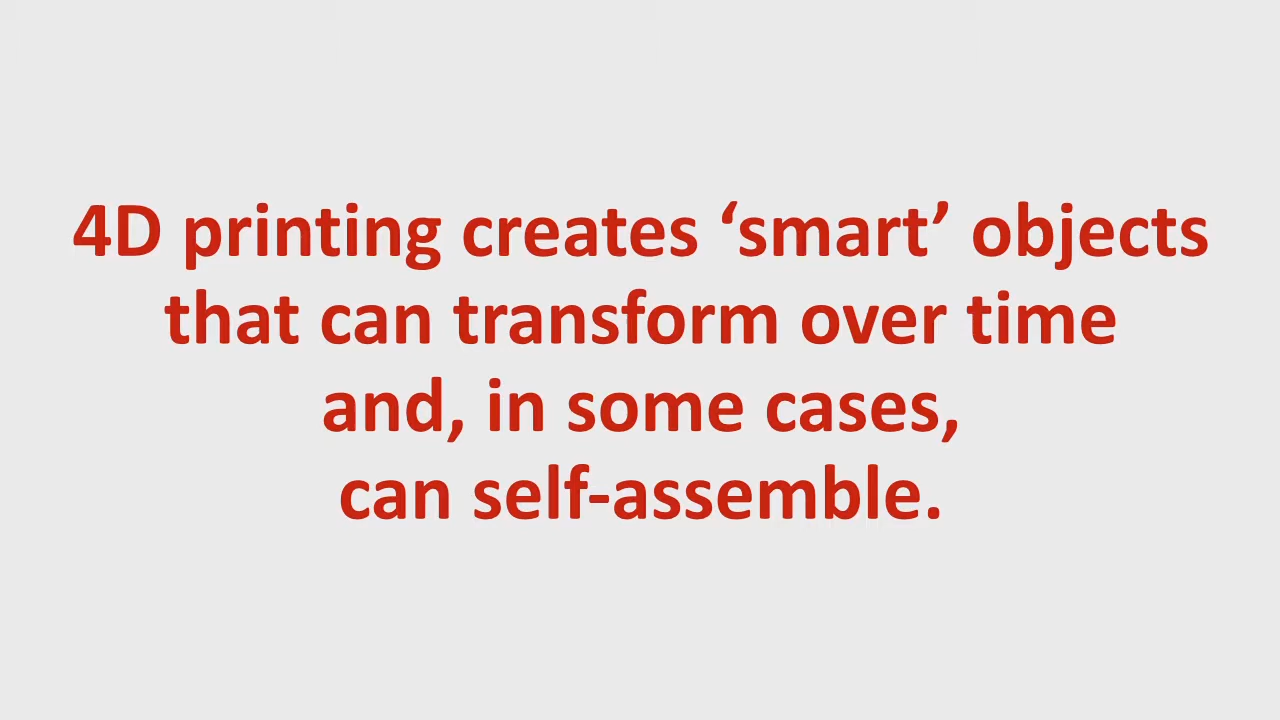 4D printing creates ‘smart’ objects
that can transform over time
and, in some cases,
can self-assemble.